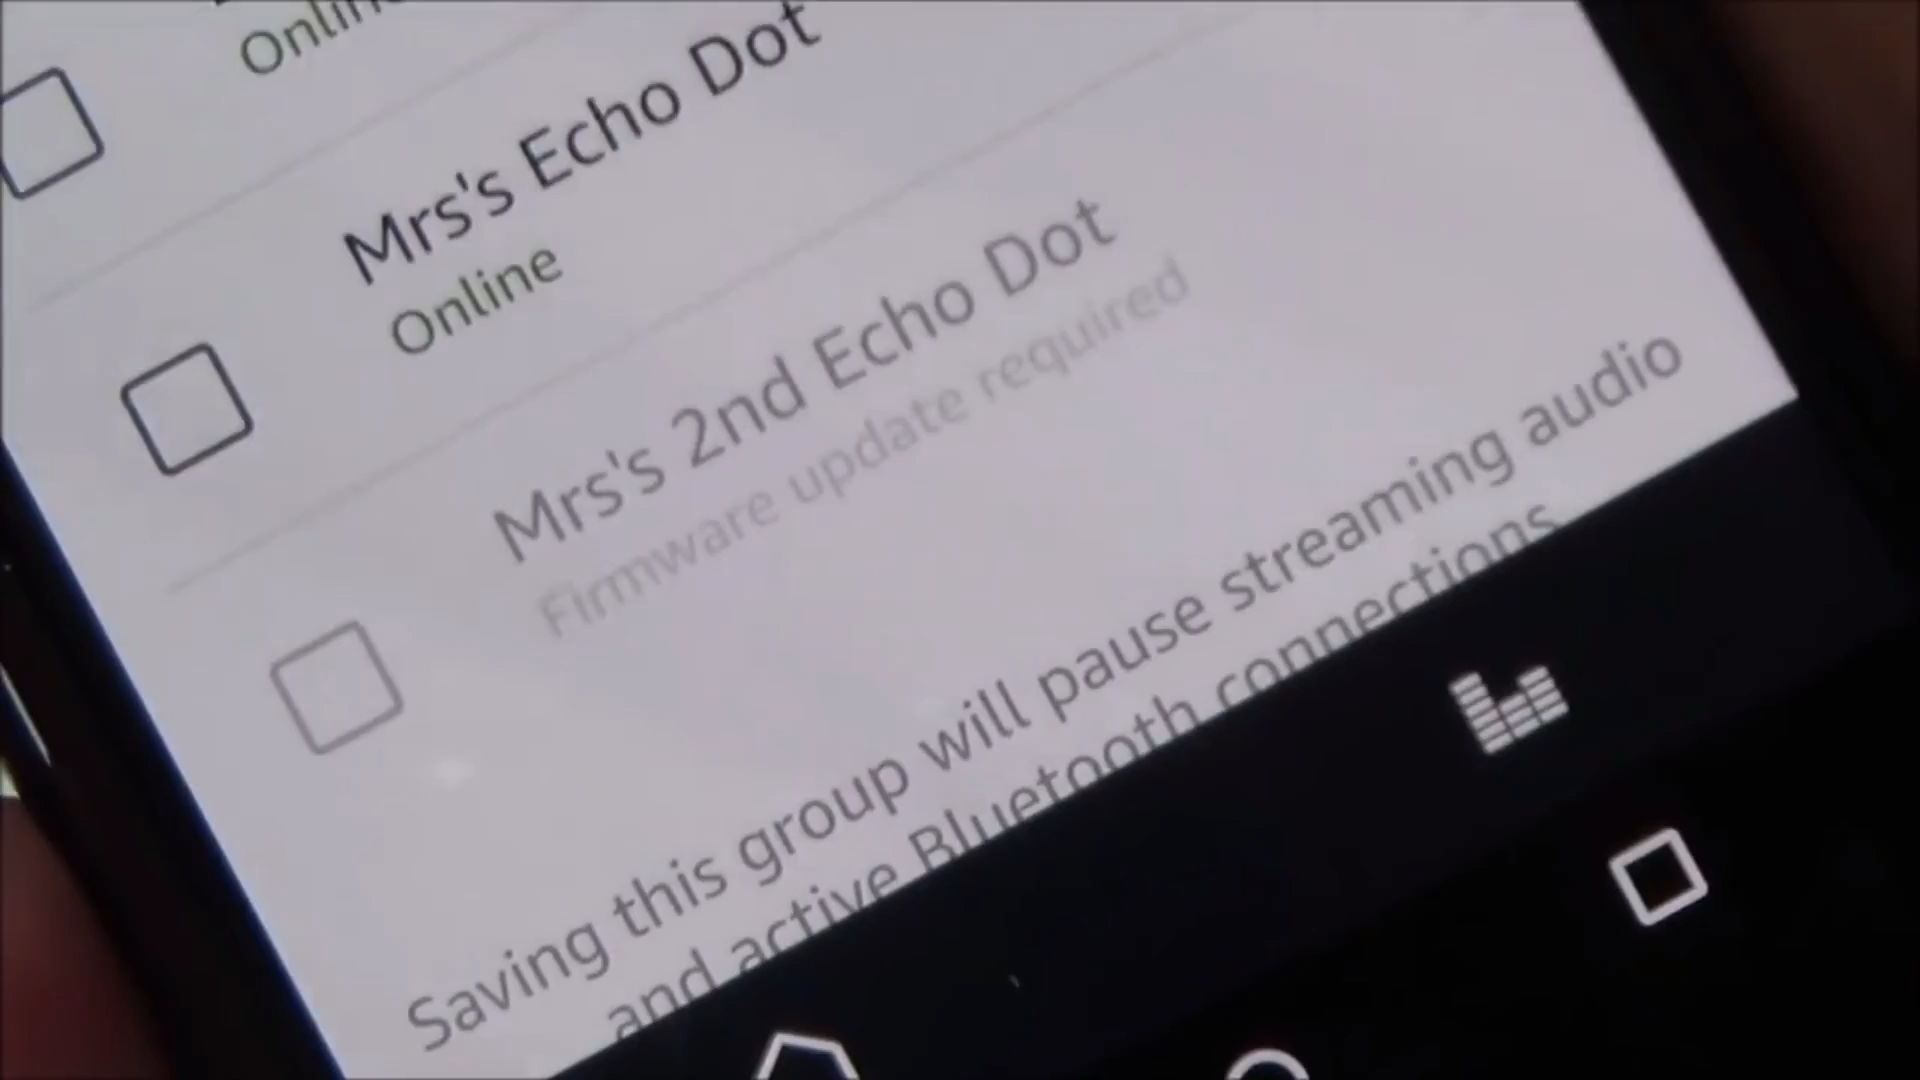 Online
Mrs's Echo Dot
Online
Mrs's 2nd Echo Dot
Firmware update required
Saving this group will pause streaming audio
and active Bluetooth connections